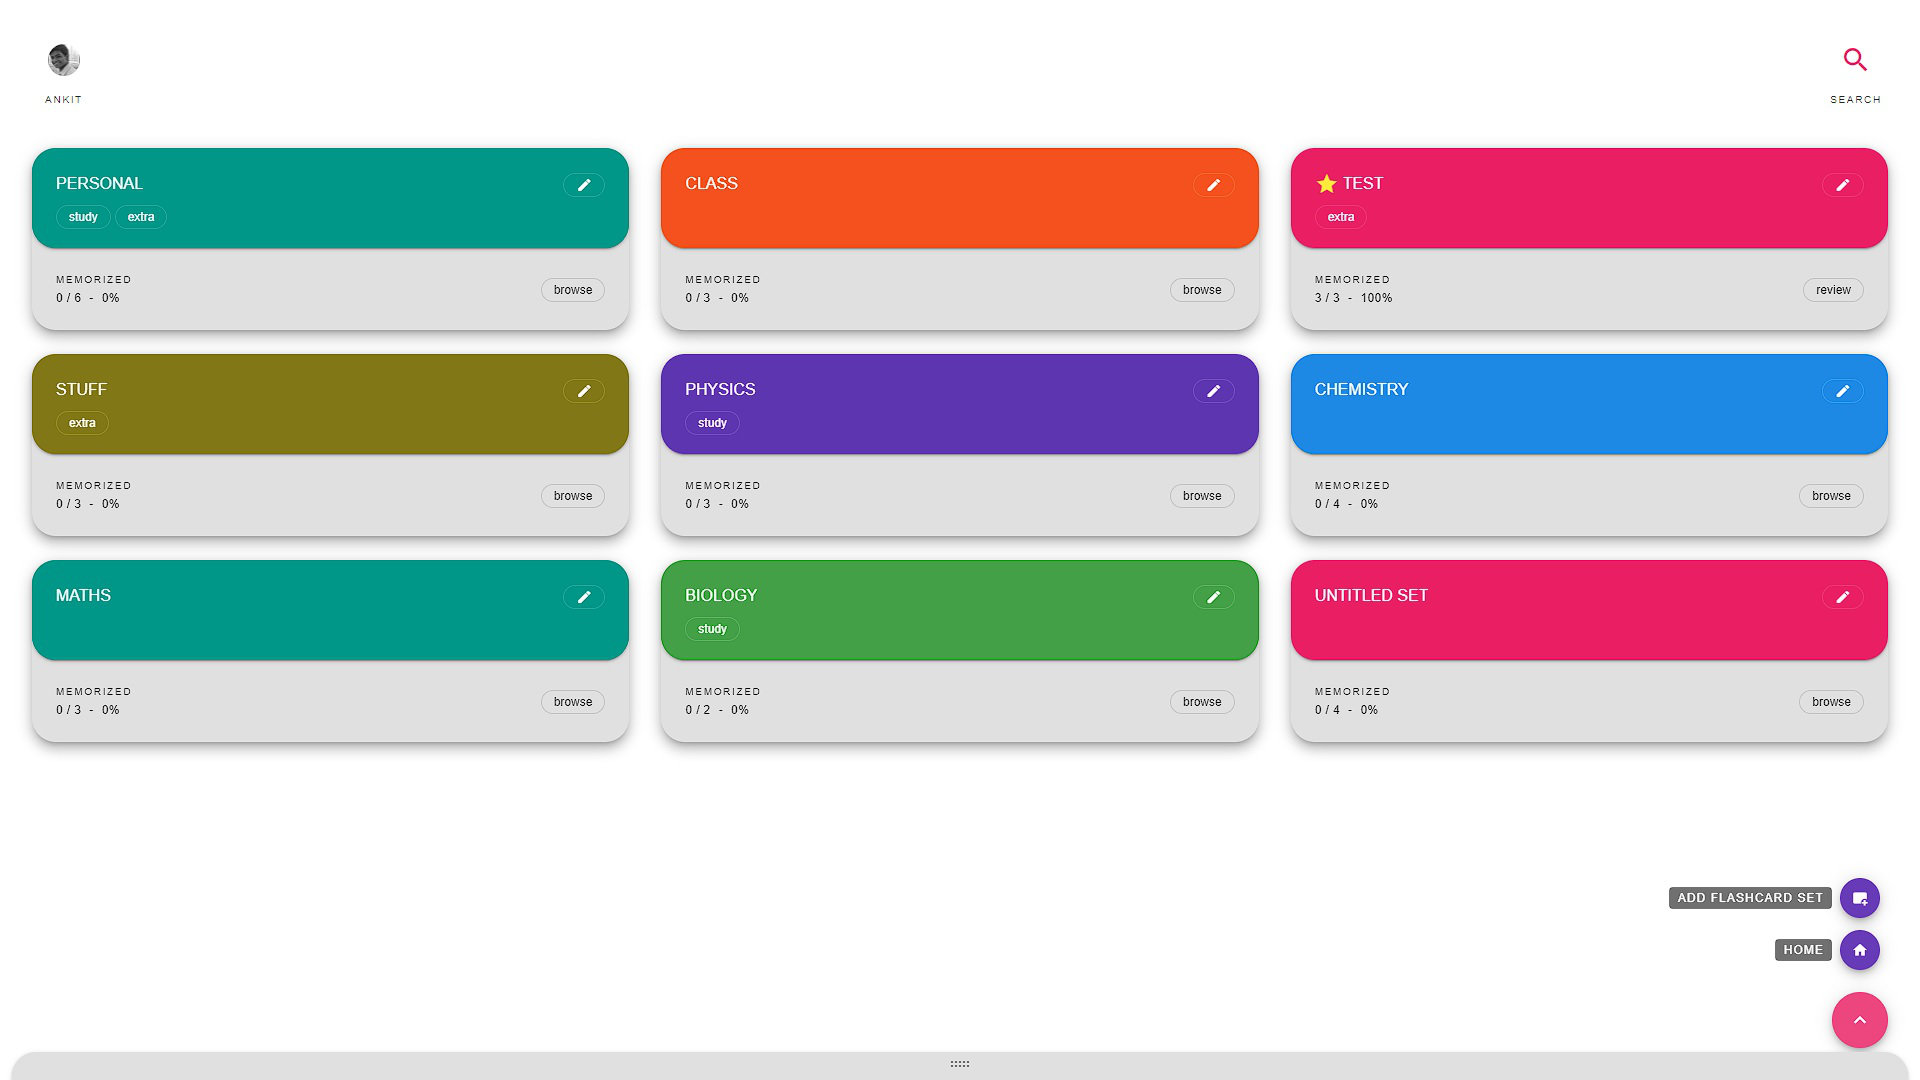 ANKIT
SEARCH
PERSONAL
study extra
MEMORIZED
0 / 6 - 0%
browse
CLASS
MEMORIZED
0 / 3 - 0%
browse
⭐ TEST
extra
MEMORIZED
3 / 3 - 100%
review
STUFF
extra
MEMORIZED
0 / 3 - 0%
browse
PHYSICS
study
MEMORIZED
0 / 3 - 0%
browse
CHEMISTRY
MEMORIZED
0 / 4 - 0%
browse
MATHS
MEMORIZED
0 / 3 - 0%
browse
BIOLOGY
study
MEMORIZED
0 / 2 - 0%
browse
UNTITLED SET
MEMORIZED
0 / 4 - 0%
browse
ADD FLASHCARD SET
HOME